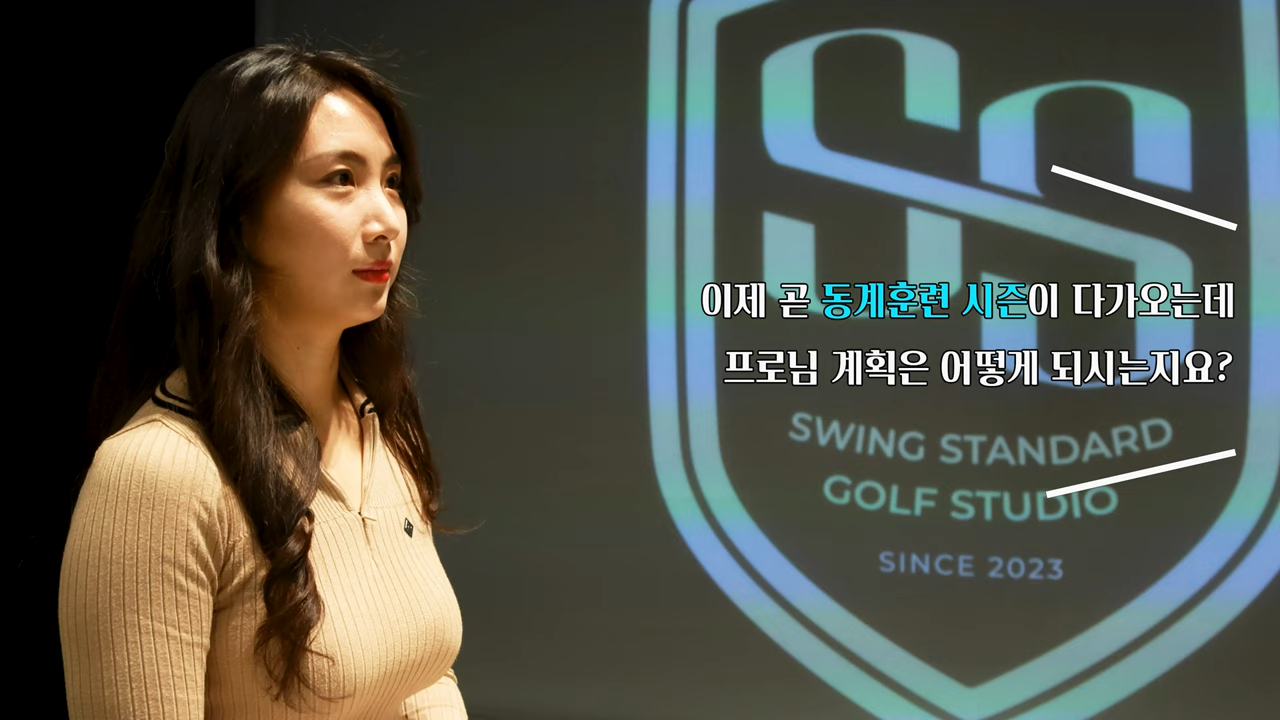 SS
이제 곧 동계훈련 시즌이 다가오는데
프로님 계획은 어떻게 되시는지요?
SWING STANDARD
GOLF STUDIO
SINCE 2023